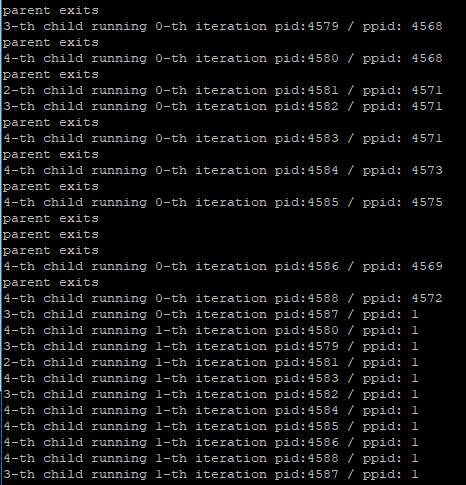 parent exits
3-th child running 0-th iteration pid:4579 / ppid: 4568
parent exits
4-th child running 0-th iteration pid:4580 / ppid: 4568
parent exits
2-th child running 0-th iteration pid:4581 / ppid: 4571
3-th child running 0-th iteration pid:4582 / ppid: 4571
parent exits
4-th child running 0-th iteration pid:4583 / ppid: 4571
parent exits
4-th child running 0-th iteration pid:4584 / ppid: 4573
parent exits
4-th child running 0-th iteration pid:4585 / ppid: 4575
parent exits
parent exits
parent exits
4-th child running 0-th iteration pid:4586 / ppid: 4569
parent exits
4-th child running 0-th iteration pid:4588 / ppid: 4572
3-th child running 0-th iteration pid:4587 / ppid: 1
4-th child running 1-th iteration pid:4580 / ppid: 1
3-th child running 1-th iteration pid:4579 / ppid: 1
2-th child running 1-th iteration pid:4581 / ppid: 1
4-th child running 1-th iteration pid:4583 / ppid: 1
3-th child running 1-th iteration pid:4582 / ppid: 1
4-th child running 1-th iteration pid:4584 / ppid: 1
4-th child running 1-th iteration pid:4585 / ppid: 1
4-th child running 1-th iteration pid:4586 / ppid: 1
4-th child running 1-th iteration pid:4588 / ppid: 1
3-th child running 1-th iteration pid:4587 / ppid: 1